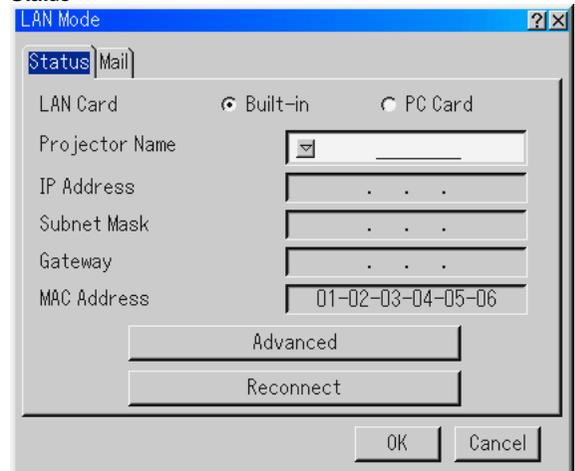 LAN Mode ? ×
Status Mail
LAN Card Built-in PC Card
Projector Name
IP Address . . .
Subnet Mask . . .
Gateway . . .
MAC Address 01-02-03-04-05-06
Advanced
Reconnect
OK Cancel